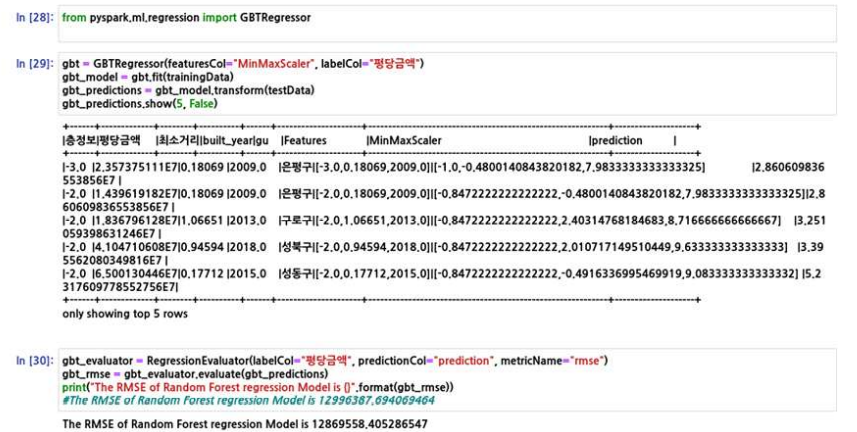 In [28]: from pyspark.ml.regression import GBTRegressor
In [29]: gbt = GBTRegressor(featuresCol="MinMaxScaler", labelCol="평당금액")
gbt_model = gbt.fit(trainingData)
gbt_predictions = gbt_model.transform(testData)
gbt_predictions.show(5, False)
+------+------------+--------+----------+------+------------------+--------------------------------------------------+------------------+
|층정보|평당금액 |최소거리|built_year|gu |Features |MinMaxScaler |prediction |
+------+------------+--------+----------+------+------------------+--------------------------------------------------+------------------+
|-3.0 |2.357375111E7|0.18069 |2009.0 |은평구|[-3.0,0.18069,2009.0]|[-1.0,-0.4800140843820182,7.9833333333333325] |2.860609836
553856E7 |
|-2.0 |1.439619182E7|0.18069 |2009.0 |은평구|[-2.0,0.18069,2009.0]|[-0.8472222222222222,-0.4800140843820182,7.9833333333333325]|2.8
60609836553856E7 |
|-2.0 |1.836796128E7|1.06651 |2013.0 |구로구|[-2.0,1.06651,2013.0]|[-0.8472222222222222,2.40314768184683,8.716666666666667] |3.251
059398631246E7 |
|-2.0 |4.104710608E7|0.94594 |2018.0 |성북구|[-2.0,0.94594,2018.0]|[-0.8472222222222222,2.010717149510449,9.633333333333333] |3.39
5562080349816E7 |
|-2.0 |6.500130446E7|0.17712 |2015.0 |성동구|[-2.0,0.17712,2015.0]|[-0.8472222222222222,-0.4916336995469919,9.083333333333332] |5.2
317609778552756E7|
+------+------------+--------+----------+------+------------------+--------------------------------------------------+------------------+
only showing top 5 rows
In [30]: gbt_evaluator = RegressionEvaluator(labelCol="평당금액", predictionCol="prediction", metricName="rmse")
gbt_rmse = gbt_evaluator.evaluate(gbt_predictions)
print("The RMSE of Random Forest regression Model is {}".format(gbt_rmse))
#The RMSE of Random Forest regression Model is 12996387.694069464
The RMSE of Random Forest regression Model is 12869558.405286547